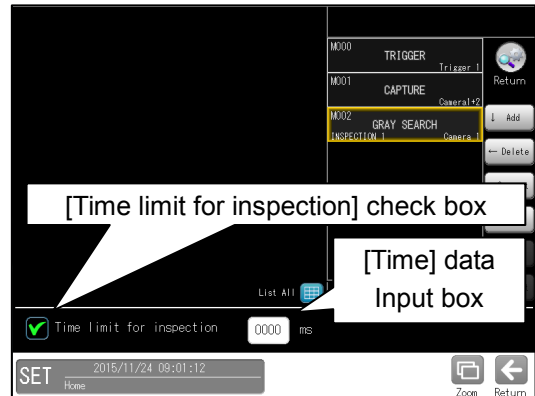 M000
TRIGGER
Trigger 1
M001
CAPTURE
Camera1+2
M002
GRAY SEARCH
INSPECTION 1
Camera 1
Return
↓ Add
← Delete
[Time limit for inspection] check box
[Time] data
Input box
List All
Time limit for inspection
0000 ms
SET
2015/11/24 09:01:12
Home
Zoom
Return